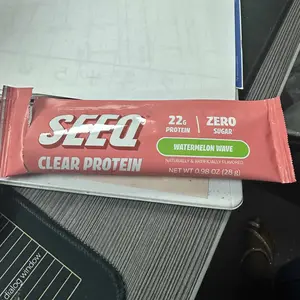 SEEQ
CLEAR PROTEIN
22G
PROTEIN
ZERO
SUGAR
WATERMELON WAVE
NATURALLY & ARTIFICIALLY FLAVORED
NET WT 0.98 OZ (28 g)
dialog window